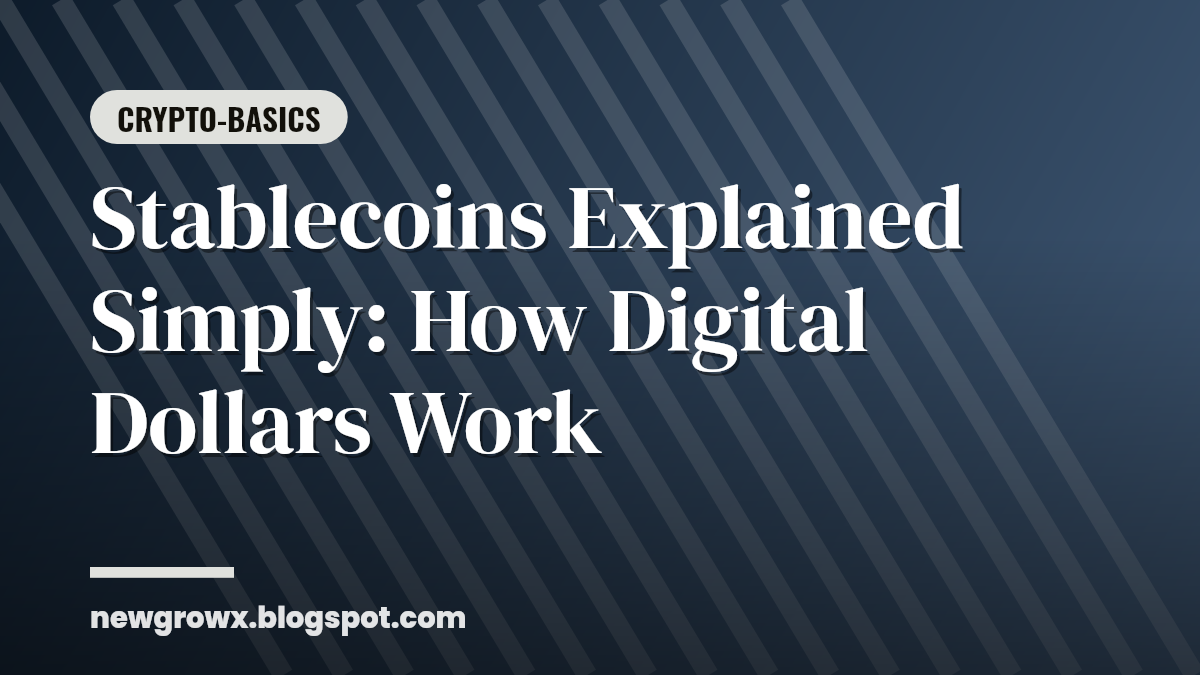 CRYPTO-BASICS
Stablecoins Explained
Simply: How Digital
Dollars Work
newgrowx.blogspot.com